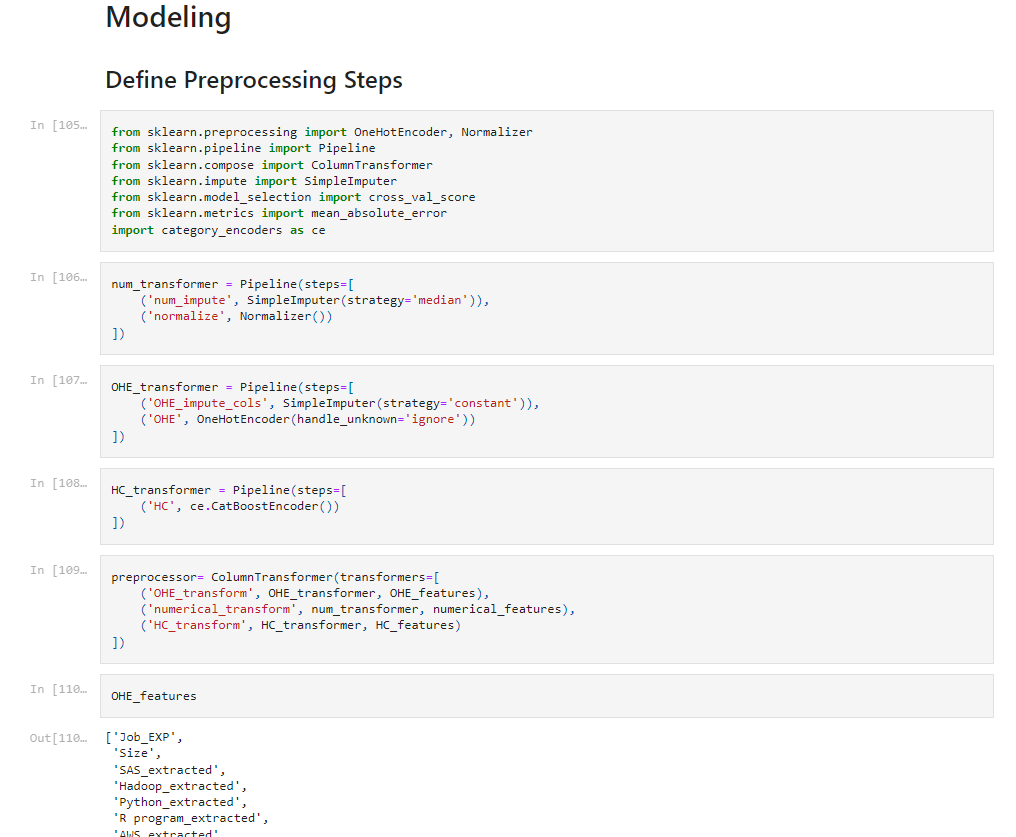 Modeling
Define Preprocessing Steps
In [105…
from sklearn.preprocessing import OneHotEncoder, Normalizer
from sklearn.pipeline import Pipeline
from sklearn.compose import ColumnTransformer
from sklearn.impute import SimpleImputer
from sklearn.model_selection import cross_val_score
from sklearn.metrics import mean_absolute_error
import category_encoders as ce
In [106…
num_transformer = Pipeline(steps=[
    ('num_impute', SimpleImputer(strategy='median')),
    ('normalize', Normalizer())
])
In [107…
OHE_transformer = Pipeline(steps=[
    ('OHE_impute_cols', SimpleImputer(strategy='constant')),
    ('OHE', OneHotEncoder(handle_unknown='ignore'))
])
In [108…
HC_transformer = Pipeline(steps=[
    ('HC', ce.CatBoostEncoder())
])
In [109…
preprocessor= ColumnTransformer(transformers=[
    ('OHE_transform', OHE_transformer, OHE_features),
    ('numerical_transform', num_transformer, numerical_features),
    ('HC_transform', HC_transformer, HC_features)
])
In [110…
OHE_features
Out[110…
['Job_EXP',
 'Size',
 'SAS_extracted',
 'Hadoop_extracted',
 'Python_extracted',
 'R program_extracted',
 'AWS_extracted'